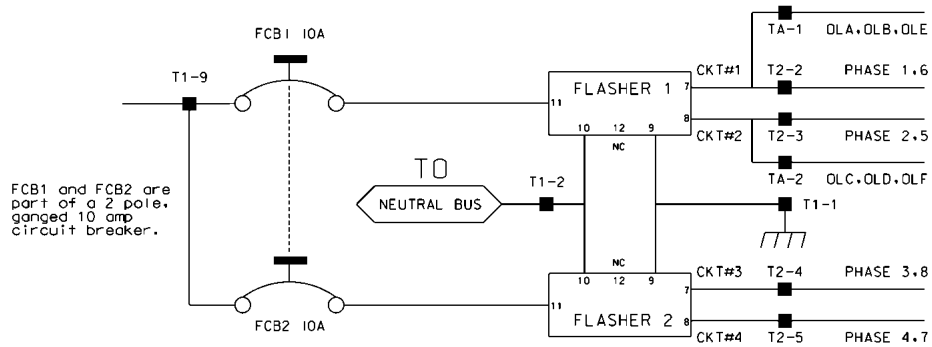 FCB1 10A
T1-9
FCB1 and FCB2 are
part of a 2 pole,
ganged 10 amp
circuit breaker.
FCB2 10A
TO
NEUTRAL BUS
T1-2
FLASHER 1
11
7
8
10 12 9
NC
CKT#1
CKT#2
TA-1 OLA,OLB,OLE
T2-2 PHASE 1,6
T2-3 PHASE 2,5
TA-2 OLC,OLD,OLF
T1-1
NC
10 12 9
11
7
8
FLASHER 2
CKT#3 T2-4 PHASE 3,8
CKT#4 T2-5 PHASE 4,7